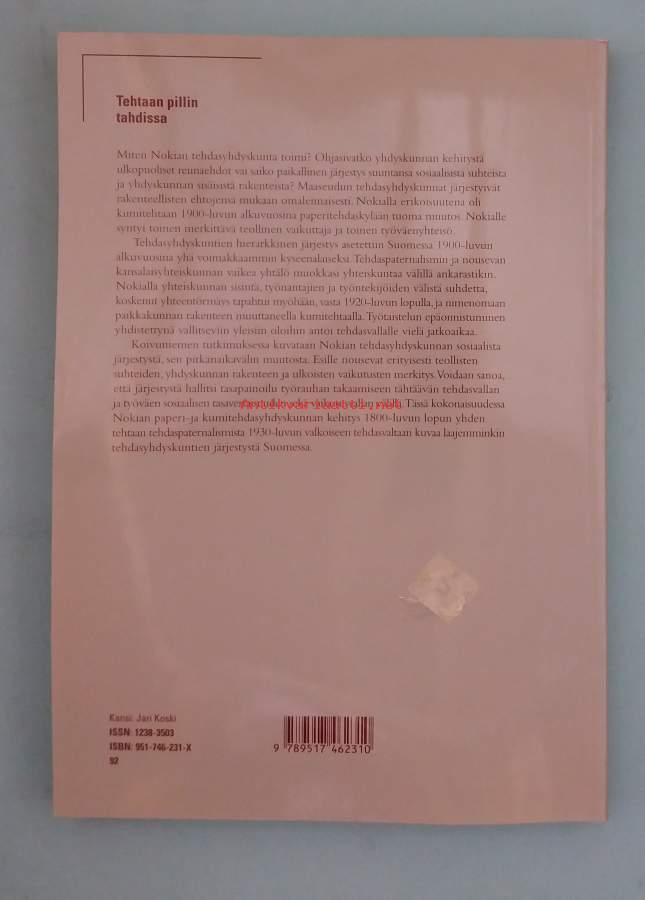 Tehtaan pillin
tahdissa
Miten Nokian tehdasyhdyskunta toimi? Ohjasivatko yhdyskunnan kehitystä
ulkopuoliset reunaehdot vai saiko paikallinen järjestys suuntansa sosiaalisista suhteista
ja yhdyskunnan sisäisistä rakenteista? Maaseudun tehdasyhdyskunnat järjestyivät
rakenteellisten ehtojensa mukaan omaleimaisesti. Nokialla erikoisuutena oli
kumitehtaan 1900-luvun alkuvuosina paperitehdaskylään tuoma muutos. Nokialle
syntyi toinen merkittävä teollinen vaikuttaja ja toinen työväenyhteisö.
Tehdasyhdyskuntien hierarkkinen järjestys asetettiin Suomessa 1900-luvun
alkuvuosina yhä voimakkaammin kyseenalaiseksi. Tehdaspaternalismin ja nousevan
kansalaisyhteiskunnan vaikea yhtälö muokkasi yhteiskuntaa välillä ankarastikin.
Nokialla yhteiskunnan sisintä, työnantajien ja työntekijöiden välistä suhdetta,
koskenut yhteentörmäys tapahtui myöhään, vasta 1920-luvun lopulla, ja nimenomaan
paikkakunnan rakenteen muuttaneella kumitehtaalla. Työtaistelun epäonnistuminen
yhdistettynä vallitseviin yleisiin oloihin antoi tehdasvallalle vielä jatkoaikaa.
Koivuniemen tutkimuksessa kuvataan Nokian tehdasyhdyskunnan sosiaalista
järjestystä, sen pitkänaikavälin muutosta. Esille nousevat erityisesti teollisten
suhteiden, yhdyskunnan rakenteen ja ulkoisten vaikutusten merkitys. Voidaan sanoa,
että järjestystä hallitsi tasapainoilu työrauhan takaamiseen tähtäävän tehdasvallan
ja työväen sosiaalisen tasavertaisuuden sekä vaikutusvallan välillä. Tässä kokonaisuudessa
Nokian paperi- ja kumitehdasyhdyskunnan kehitys 1800-luvun lopun yhden
tehtaan tehdaspaternalismista 1930-luvun valkoiseen tehdasvaltaan kuvaa laajemminkin
tehdasyhdyskuntien järjestystä Suomessa.
Kansi: Jari Koski
ISSN: 1238-3503
ISBN: 951-746-231-X
92
9 789517 462310